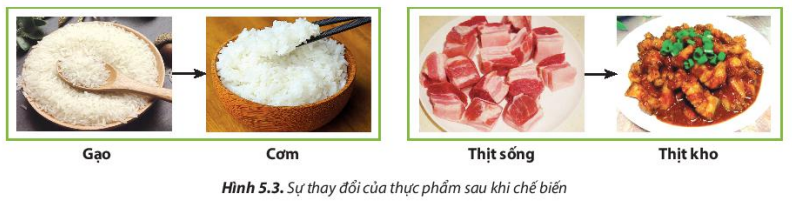 Gạo
Cơm
Thịt sống
Thịt kho
Hình 5.3. Sự thay đổi của thực phẩm sau khi chế biến